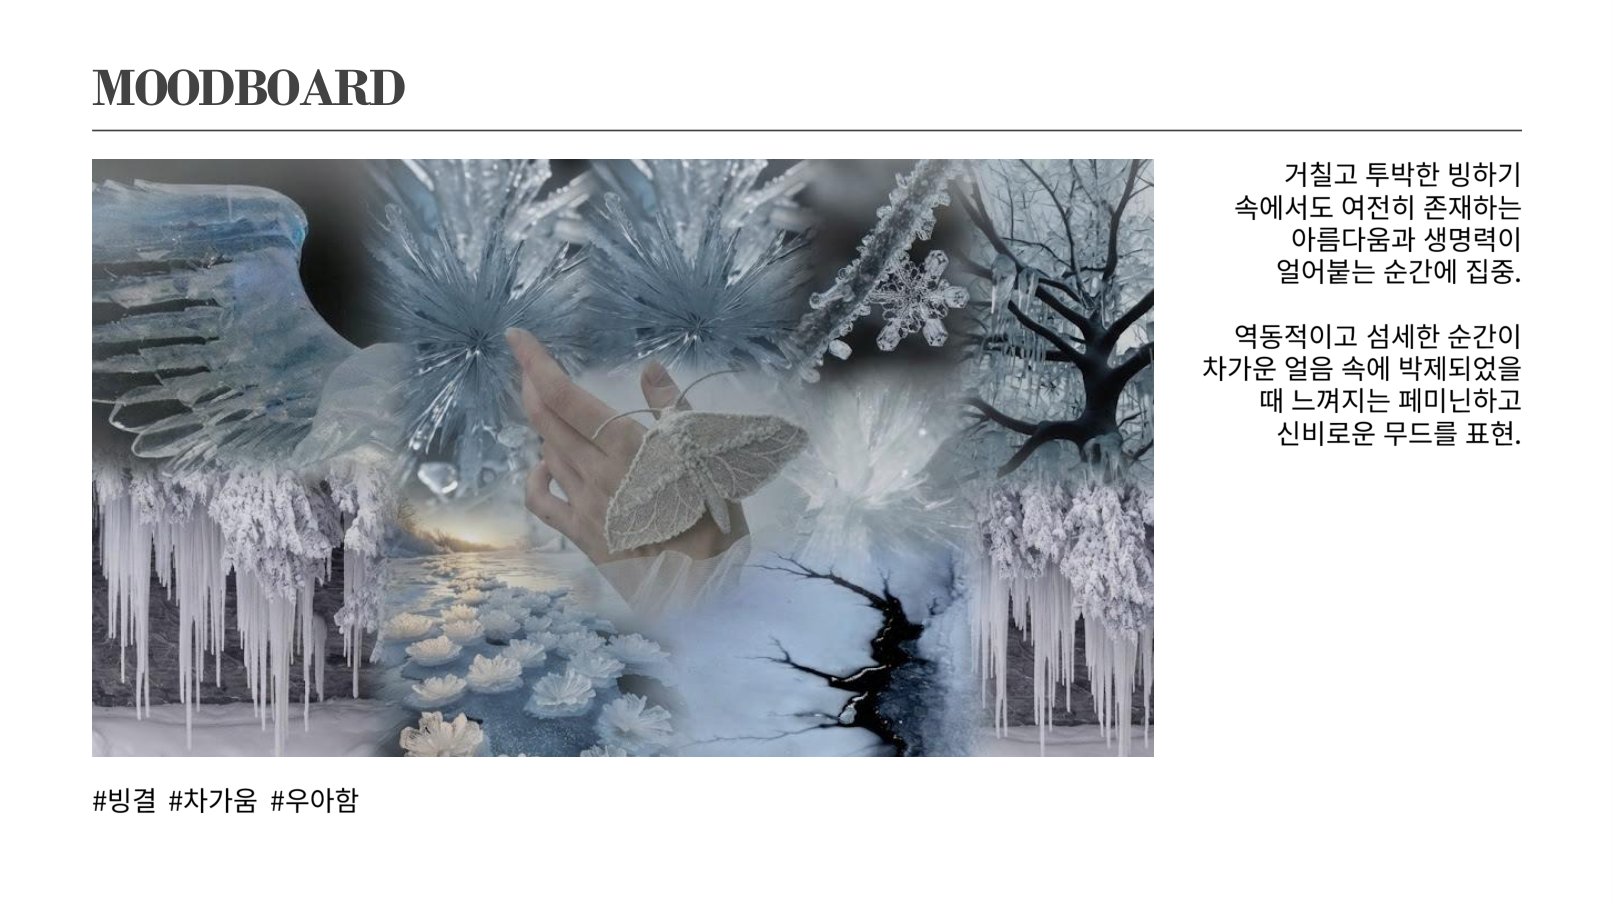 MOODBOARD
거칠고 투박한 빙하기
속에서도 여전히 존재하는
아름다움과 생명력이
얼어붙는 순간에 집중.
역동적이고 섬세한 순간이
차가운 얼음 속에 박제되었을
때 느껴지는 페미닌하고
신비로운 무드를 표현.
#빙결 #차가움 #우아함